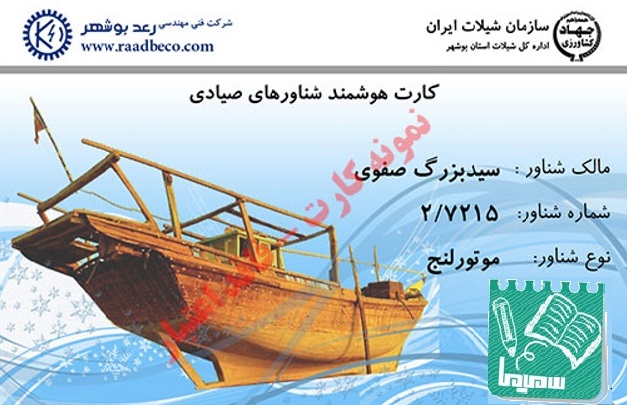 سازمان شیلات ایران
اداره کل شیلات استان بوشهر
جهاد
کشاورزی
شرکت فنی مهندسی رعد بوشهر
www.raadbeco.com
کارت هوشمند شناورهای صیادی
مالک شناور : سیدبزرگ صفوی
شماره شناور: ۲/۷۲۱۵
نوع شناور: موتورلنج
نمونه کارت
سمیما